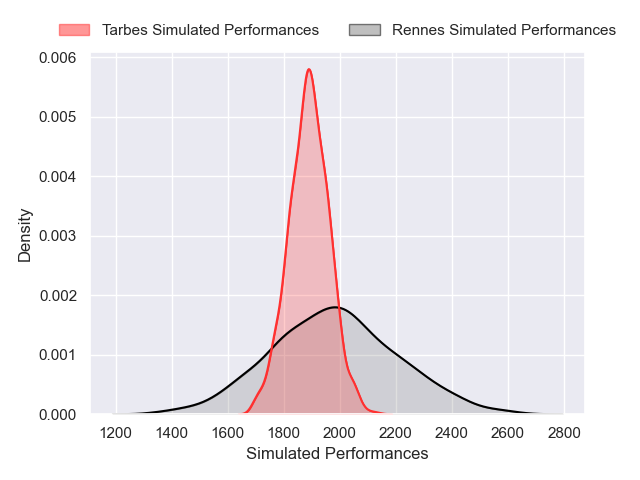 Tarbes Simulated Performances Rennes Simulated Performances
0.006
0.005
0.004
0.003
0.002
0.001
0.000
Density
1200 1400 1600 1800 2000 2200 2400 2600 2800
Simulated Performances